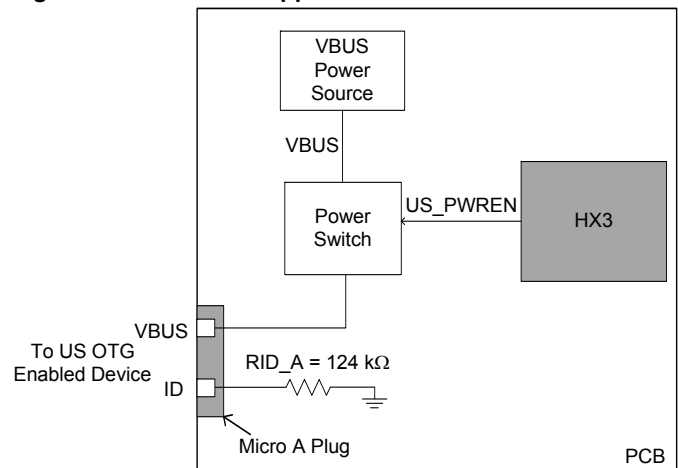 VBUS
Power
Source
VBUS
US_PWREN
Power
Switch
HX3
VBUS
To US OTG
Enabled Device
RID_A = 124 kΩ
ID
Micro A Plug
PCB